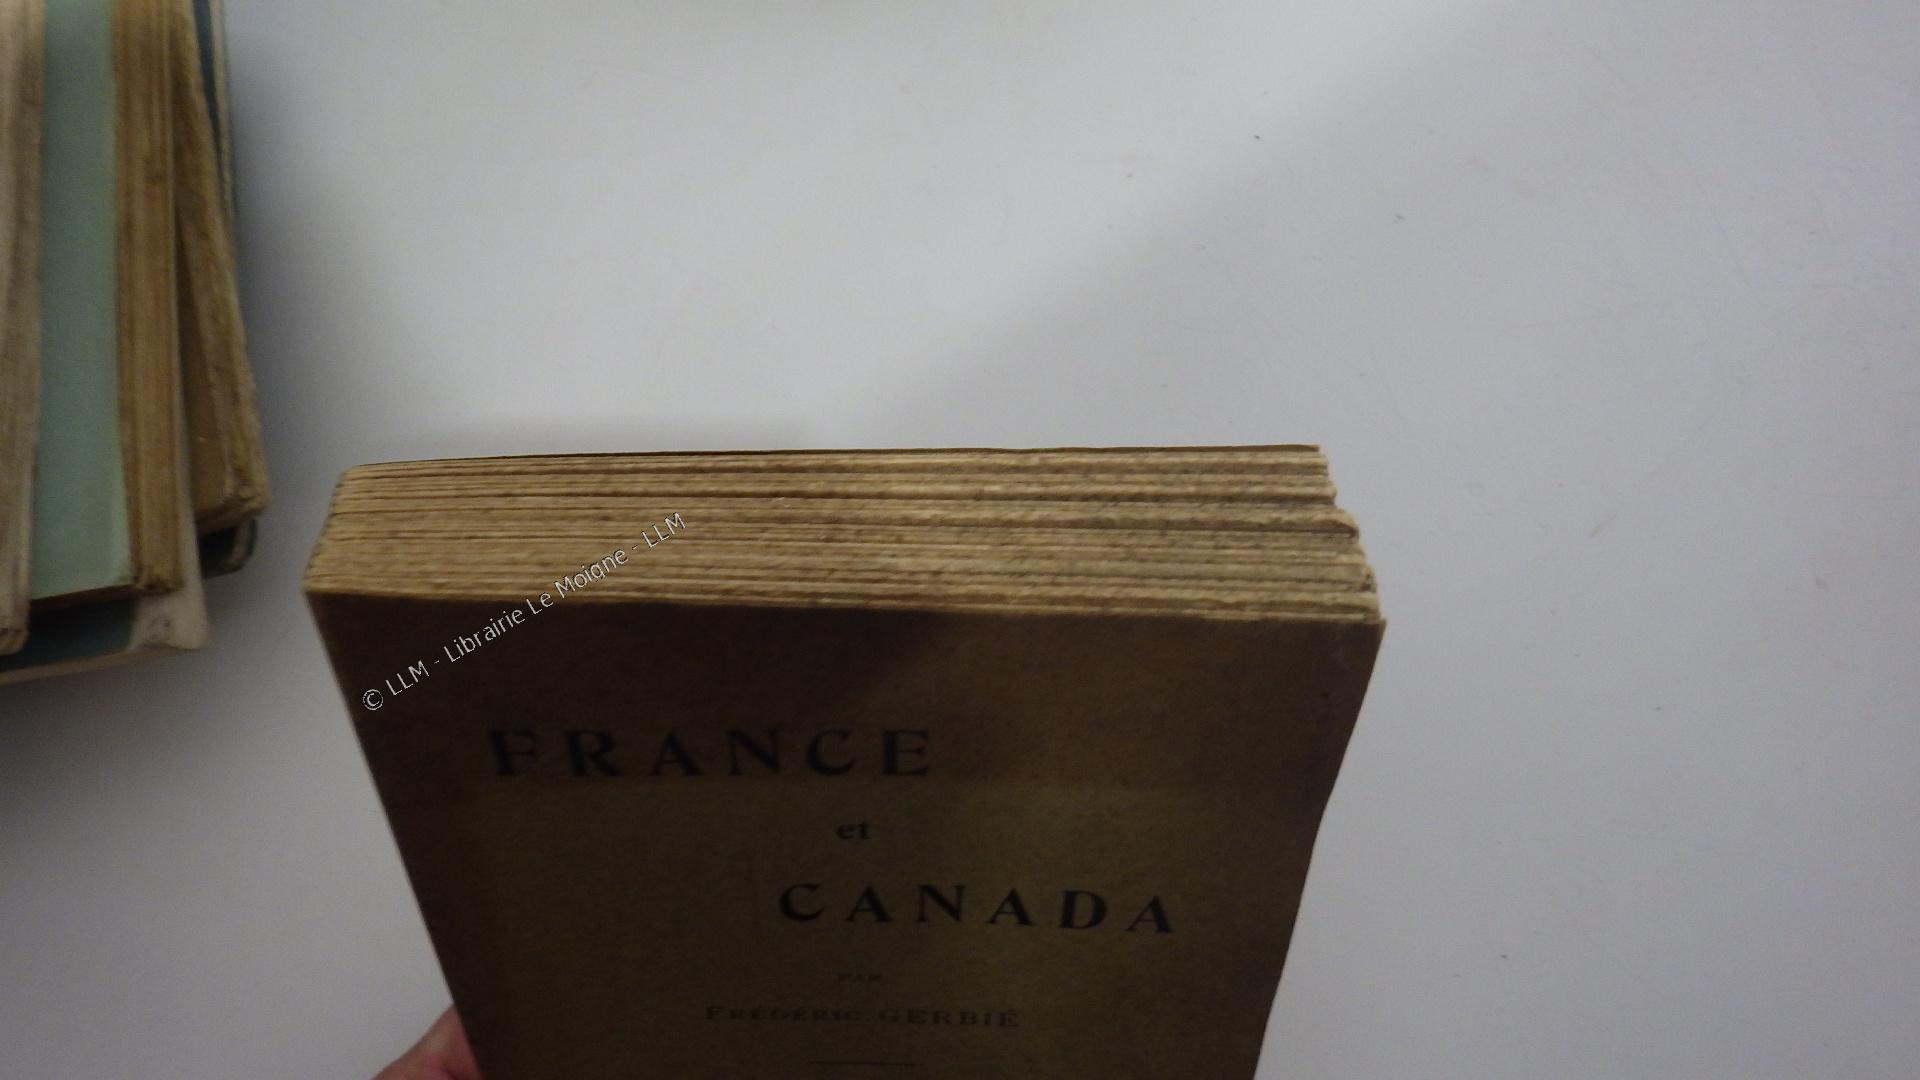 © LLM - Librairie Le Moigne - LLM
FRANCE
et
CANADA
PAR
FRÉDÉRIC GERBIÉ